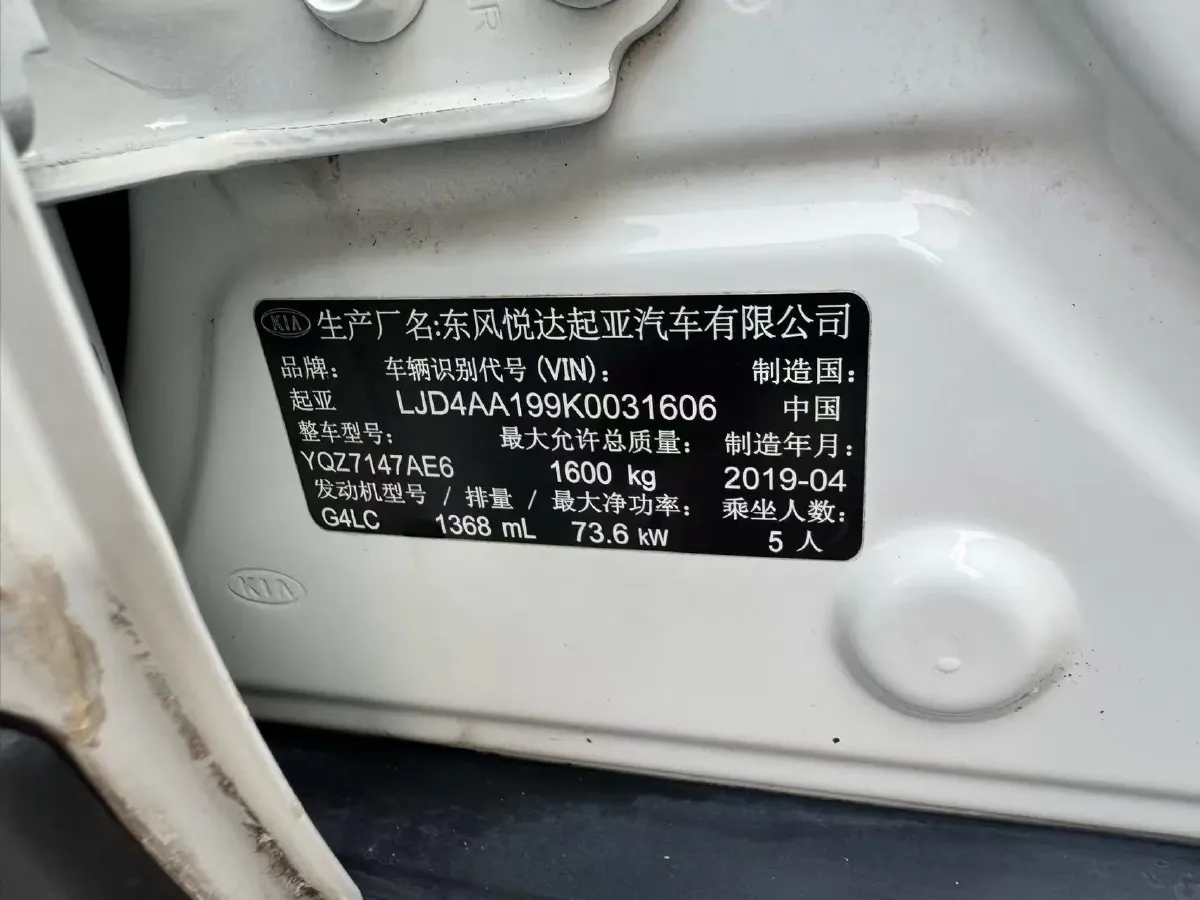 R
KIA 生产厂名:东风悦达起亚汽车有限公司
品牌: 车辆识别代号(VIN): 制造国:
起亚 LJD4AA199K0031606 中国
整车型号: 最大允许总质量: 制造年月:
YQZ7147AE6 1600 kg 2019-04
发动机型号 / 排量 / 最大净功率: 乘坐人数:
G4LC 1368 mL 73.6 kW 5 人
KIA